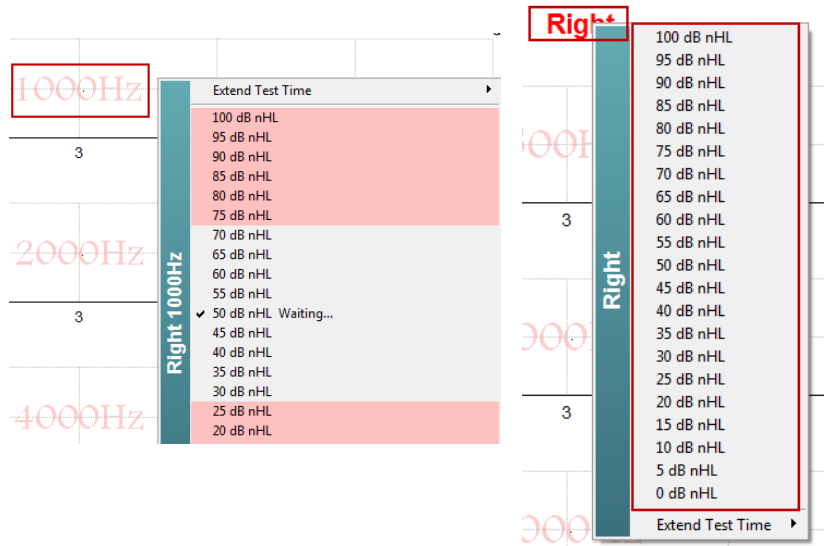 1000Hz
3
2000Hz
3
4000Hz
Right 1000Hz
Extend Test Time
100 dB nHL
95 dB nHL
90 dB nHL
85 dB nHL
80 dB nHL
75 dB nHL
70 dB nHL
65 dB nHL
60 dB nHL
55 dB nHL
✓ 50 dB nHL Waiting...
45 dB nHL
40 dB nHL
35 dB nHL
30 dB nHL
25 dB nHL
20 dB nHL
Right
3
3
Right
100 dB nHL
95 dB nHL
90 dB nHL
85 dB nHL
80 dB nHL
75 dB nHL
70 dB nHL
65 dB nHL
60 dB nHL
55 dB nHL
50 dB nHL
45 dB nHL
40 dB nHL
35 dB nHL
30 dB nHL
25 dB nHL
20 dB nHL
15 dB nHL
10 dB nHL
5 dB nHL
0 dB nHL
Extend Test Time